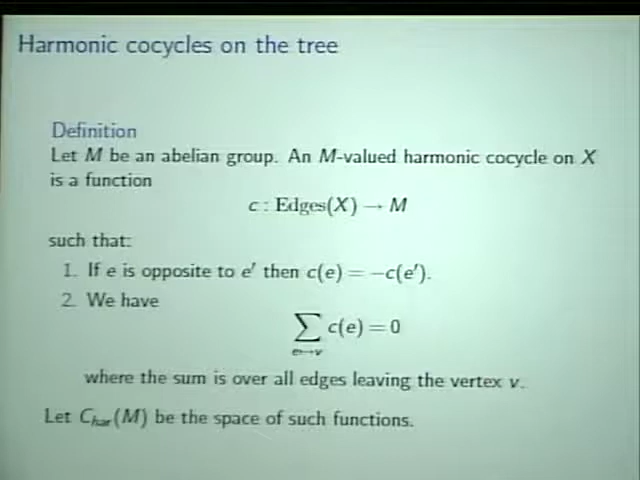 Harmonic cocycles on the tree
Definition
Let M be an abelian group. An M-valued harmonic cocycle on X
is a function
c : Edges(X) → M
such that:
1. If e is opposite to e′ then c(e) = −c(e′).
2. We have
∑ c(e) = 0
e↦v
where the sum is over all edges leaving the vertex v.
Let C_har(M) be the space of such functions.